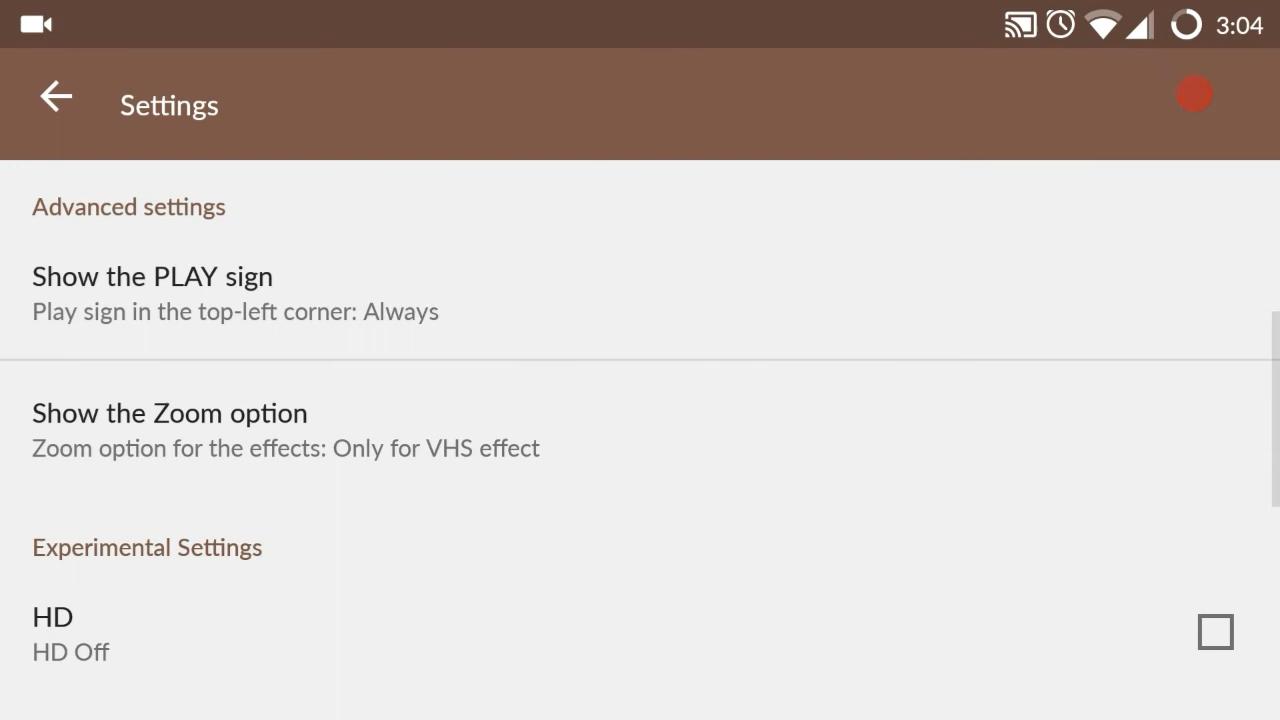 3:04
Settings
Advanced settings
Show the PLAY sign
Play sign in the top-left corner: Always
Show the Zoom option
Zoom option for the effects: Only for VHS effect
Experimental Settings
HD
HD Off